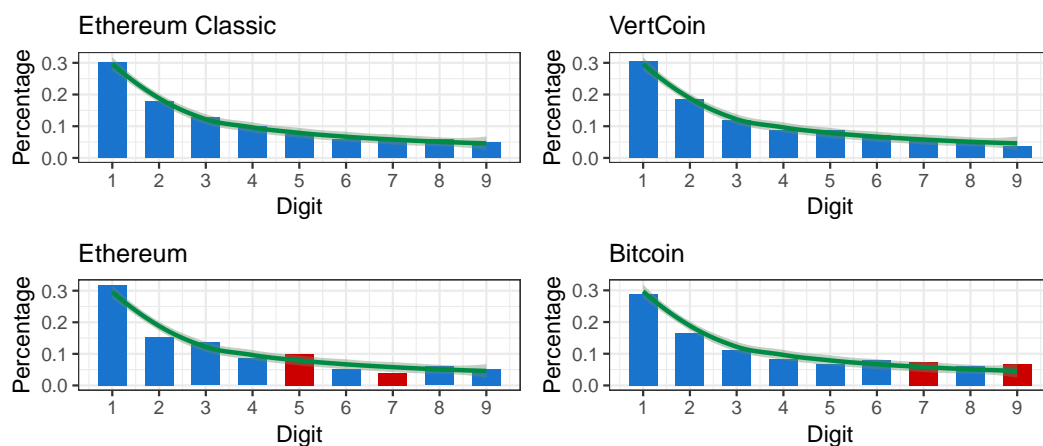 Ethereum Classic
Percentage
0.3
0.2
0.1
0.0
1 2 3 4 5 6 7 8 9
Digit
VertCoin
Percentage
0.3
0.2
0.1
0.0
1 2 3 4 5 6 7 8 9
Digit
Ethereum
Percentage
0.3
0.2
0.1
0.0
1 2 3 4 5 6 7 8 9
Digit
Bitcoin
Percentage
0.3
0.2
0.1
0.0
1 2 3 4 5 6 7 8 9
Digit